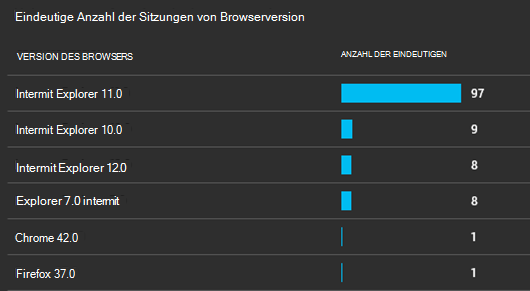 Eindeutige Anzahl der Sitzungen von Browserversion
VERSION DES BROWSERS ANZAHL DER EINDEUTIGEN
Intermit Explorer 11.0 97
Intermit Explorer 10.0 9
Intermit Explorer 12.0 8
Explorer 7.0 intermit 8
Chrome 42.0 1
Firefox 37.0 1